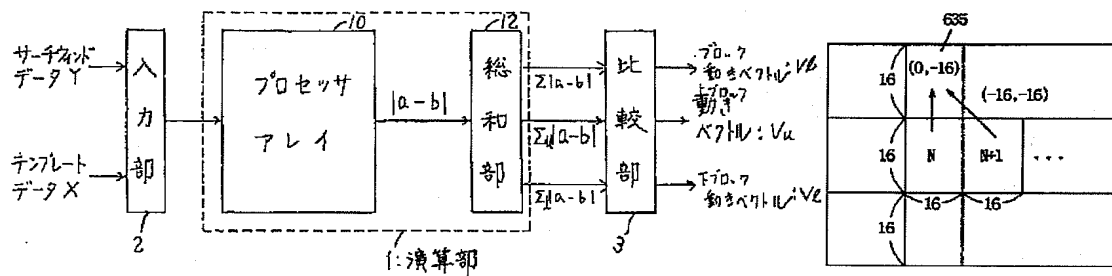 サーチウィンド
データY
テンプレート
データX
入力部
2
10
プロセッサ
アレイ
|a-b|
12
総和部
Σ|a-b|
Σu|a-b|
Σl|a-b|
1:演算部
比較部
3
ブロック
動きベクトル:Vb
上ブロック
動き
ベクトル:Vu
下ブロック
動きベクトル:Vl
635
16
(0,-16)
(-16,-16)
16
N
N+1
...
16
16
16